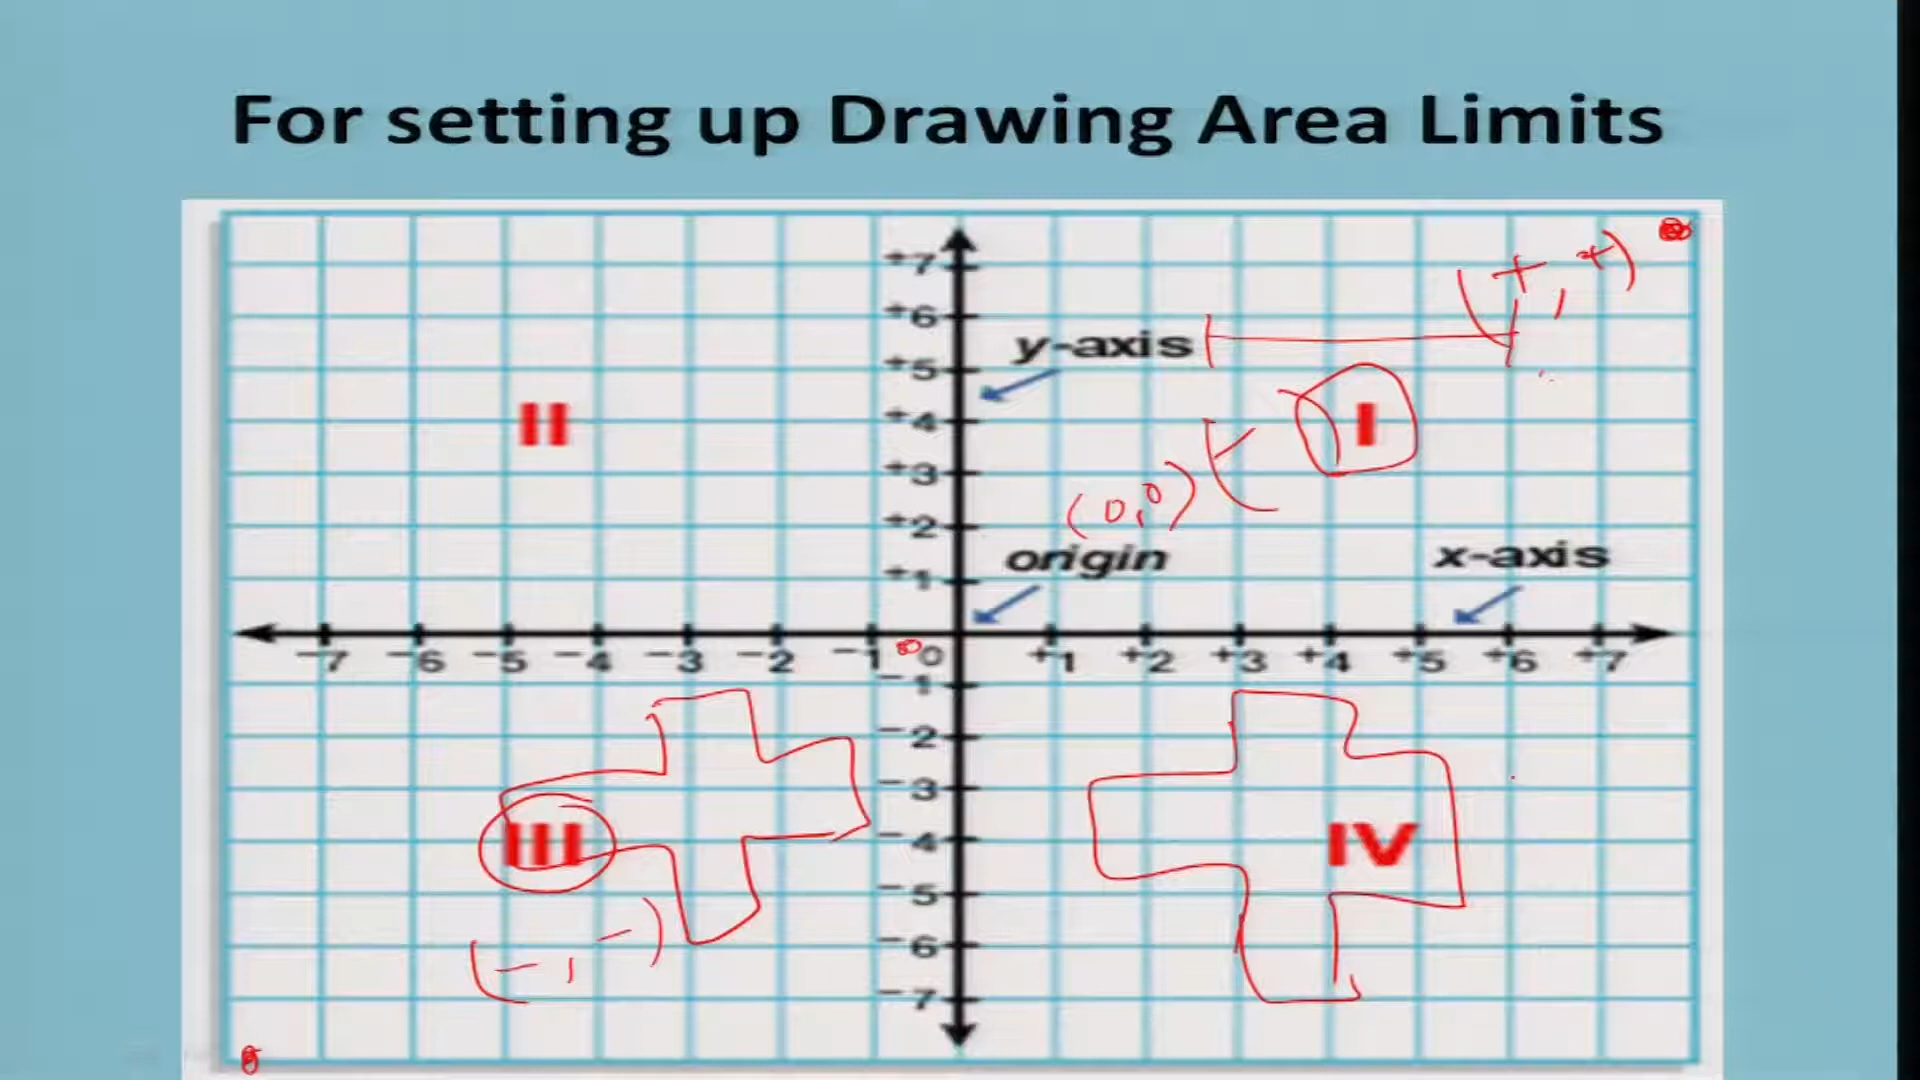 For setting up Drawing Area Limits
+7
(+, +)
+6
y-axis
+5
II
+4
I
+3
(0,0)
+2
origin
x-axis
+1
-7 -6 -5 -4 -3 -2 -1 0 +1 +2 +3 +4 +5 +6 +7
-1
-2
-3
III
-4
IV
-5
(-, -)
-6
-7